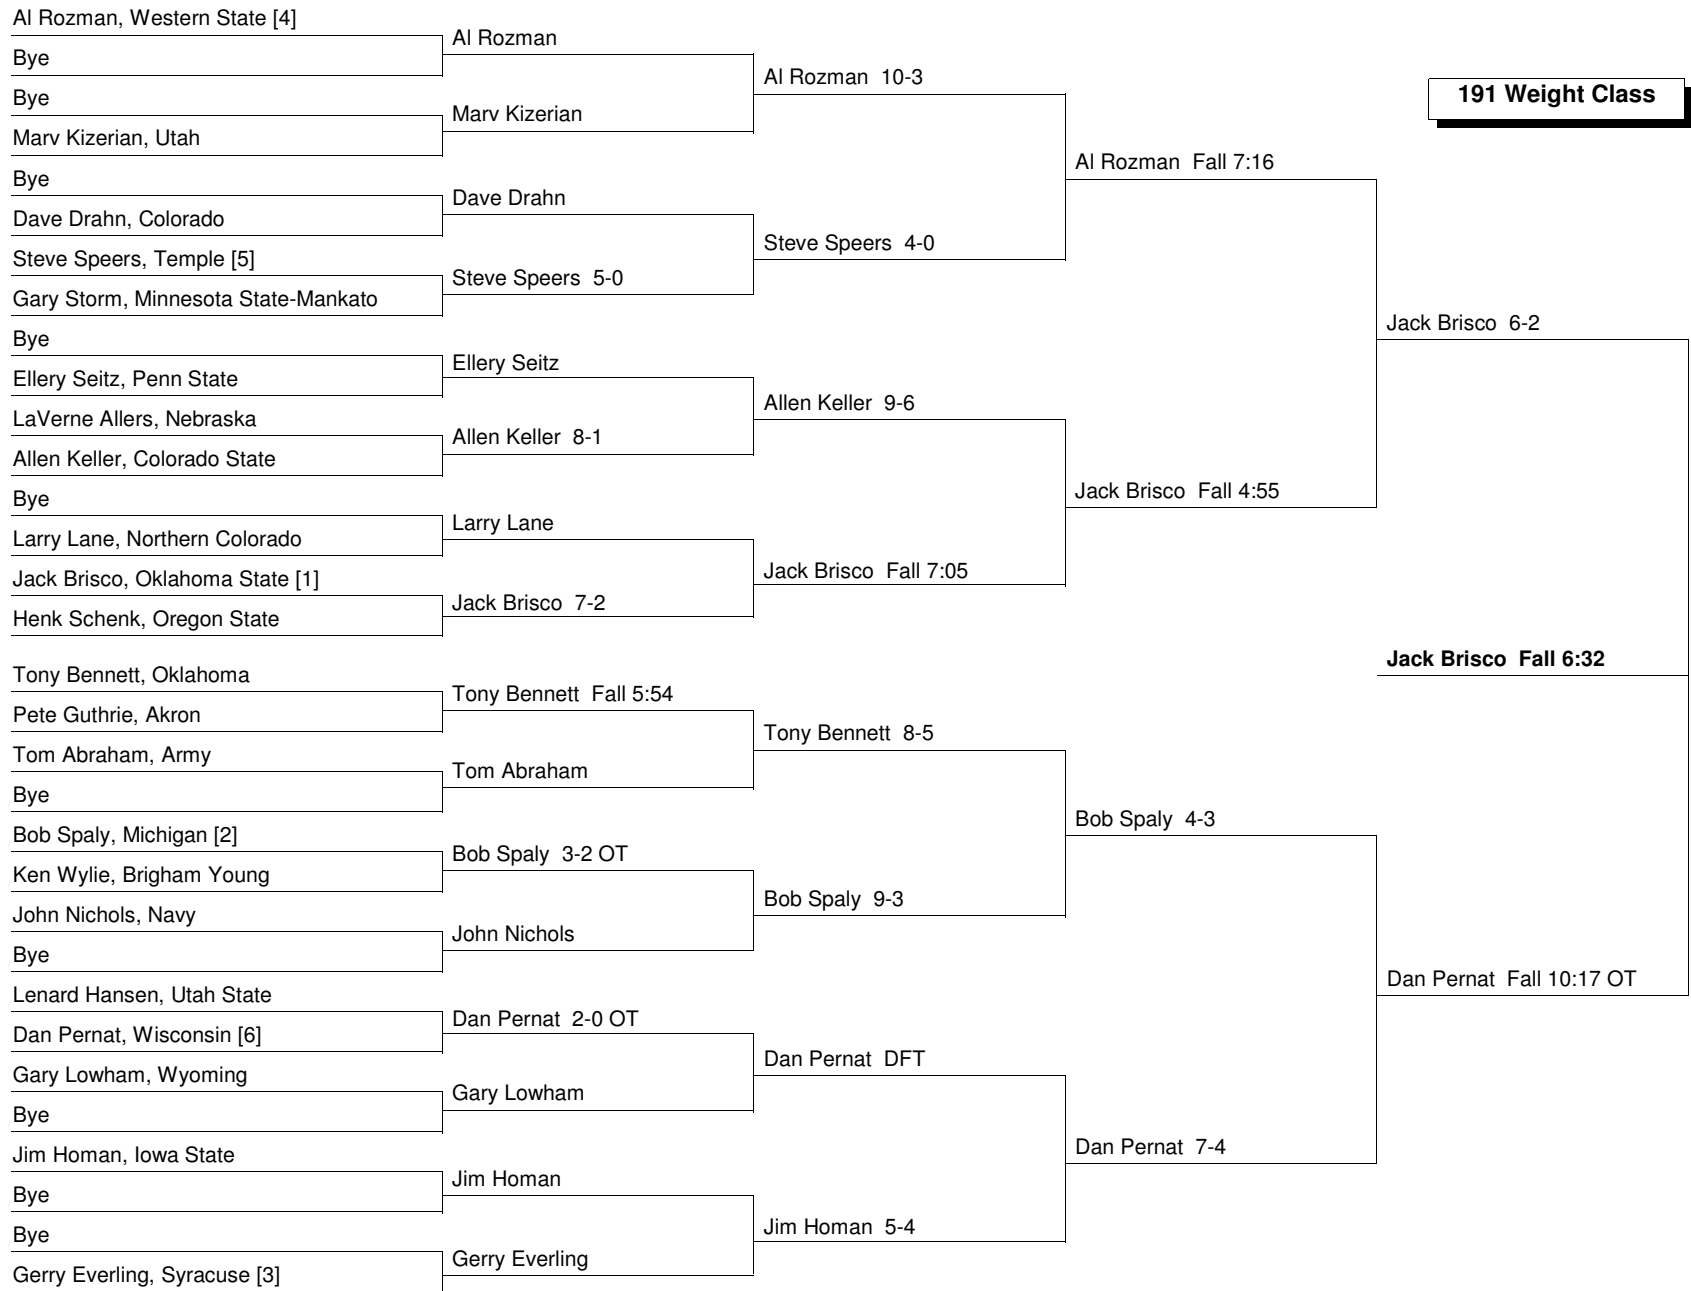 Al Rozman, Western State [4]
Bye
Bye
Marv Kizerian, Utah
Bye
Dave Drahn, Colorado
Steve Speers, Temple [5]
Gary Storm, Minnesota State-Mankato
Bye
Ellery Seitz, Penn State
LaVerne Allers, Nebraska
Allen Keller, Colorado State
Bye
Larry Lane, Northern Colorado
Jack Brisco, Oklahoma State [1]
Henk Schenk, Oregon State
Tony Bennett, Oklahoma
Pete Guthrie, Akron
Tom Abraham, Army
Bye
Bob Spaly, Michigan [2]
Ken Wylie, Brigham Young
John Nichols, Navy
Bye
Lenard Hansen, Utah State
Dan Pernat, Wisconsin [6]
Gary Lowham, Wyoming
Bye
Jim Homan, Iowa State
Bye
Bye
Gerry Everling, Syracuse [3]
Al Rozman
Marv Kizerian
Dave Drahn
Steve Speers 5-0
Ellery Seitz
Allen Keller 8-1
Larry Lane
Jack Brisco 7-2
Tony Bennett Fall 5:54
Tom Abraham
Bob Spaly 3-2 OT
John Nichols
Dan Pernat 2-0 OT
Gary Lowham
Jim Homan
Gerry Everling
Al Rozman 10-3
Steve Speers 4-0
Allen Keller 9-6
Jack Brisco Fall 7:05
Tony Bennett 8-5
Bob Spaly 9-3
Dan Pernat DFT
Jim Homan 5-4
Al Rozman Fall 7:16
Jack Brisco Fall 4:55
Bob Spaly 4-3
Dan Pernat 7-4
191 Weight Class
Jack Brisco 6-2
Jack Brisco Fall 6:32
Dan Pernat Fall 10:17 OT